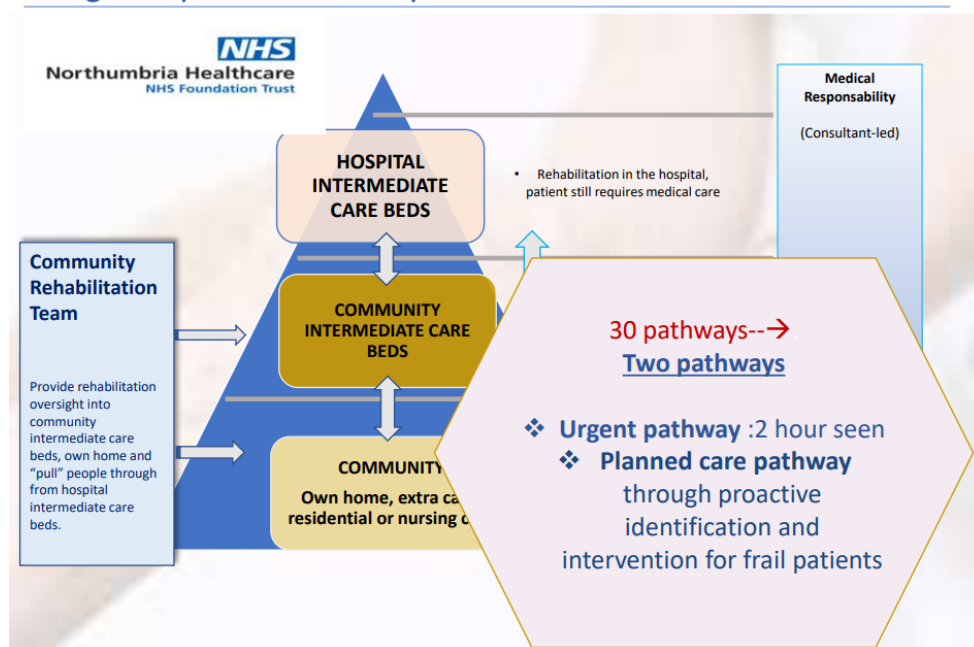 NHS
Northumbria Healthcare
NHS Foundation Trust
Medical
Responsability
(Consultant-led)
HOSPITAL
INTERMEDIATE
CARE BEDS
• Rehabilitation in the hospital,
patient still requires medical care
Community
Rehabilitation
Team
Provide rehabilitation
oversight into
community
intermediate care
beds, own home and
“pull” people through
from hospital
intermediate care
beds.
COMMUNITY
INTERMEDIATE CARE
BEDS
COMMUNITY
Own home, extra
residential or nursing
30 pathways--→
Two pathways
❖ Urgent pathway :2 hour seen
❖ Planned care pathway
through proactive
identification and
intervention for frail patients